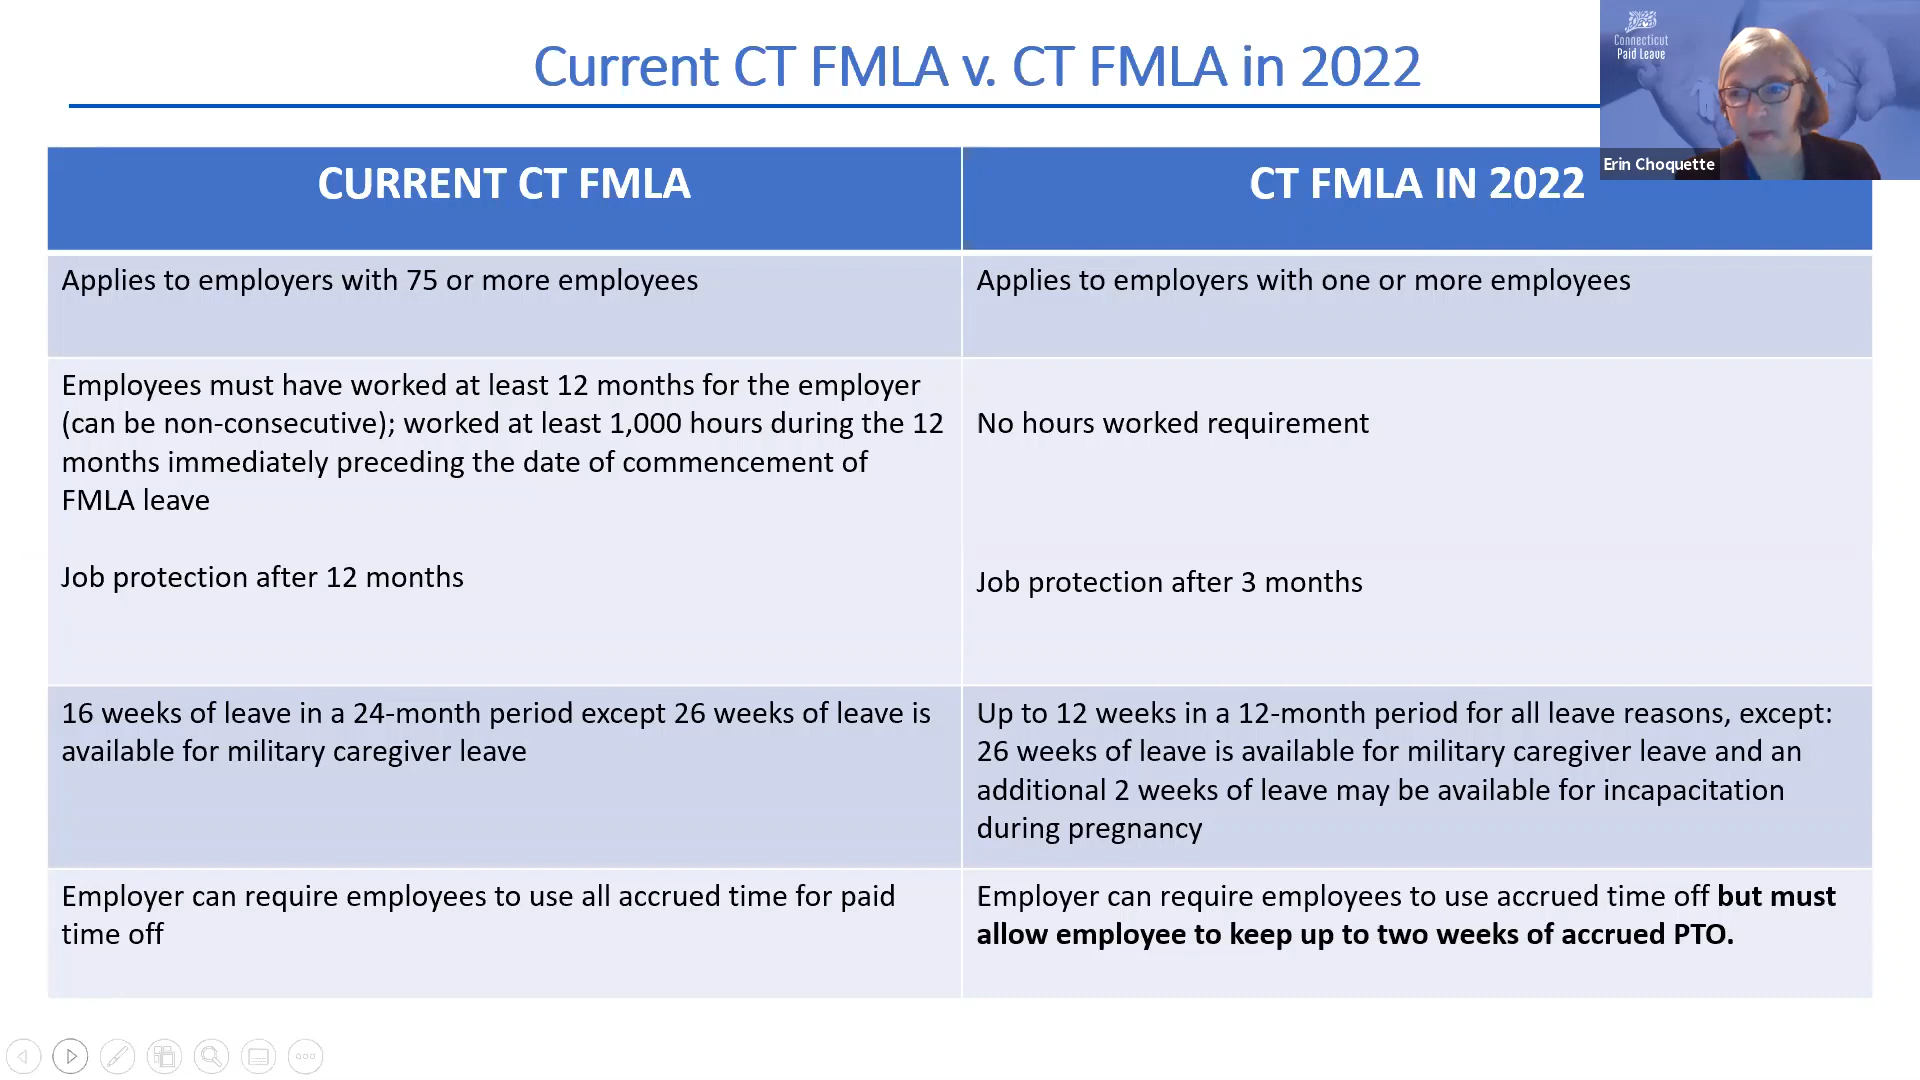 Current CT FMLA v. CT FMLA in 2022
Connecticut
Paid Leave
Erin Choquette
CURRENT CT FMLA
CT FMLA IN 2022
Applies to employers with 75 or more employees
Applies to employers with one or more employees
Employees must have worked at least 12 months for the employer
(can be non-consecutive); worked at least 1,000 hours during the 12
months immediately preceding the date of commencement of
FMLA leave
Job protection after 12 months
No hours worked requirement
Job protection after 3 months
16 weeks of leave in a 24-month period except 26 weeks of leave is
available for military caregiver leave
Up to 12 weeks in a 12-month period for all leave reasons, except:
26 weeks of leave is available for military caregiver leave and an
additional 2 weeks of leave may be available for incapacitation
during pregnancy
Employer can require employees to use all accrued time for paid
time off
Employer can require employees to use accrued time off but must
allow employee to keep up to two weeks of accrued PTO.